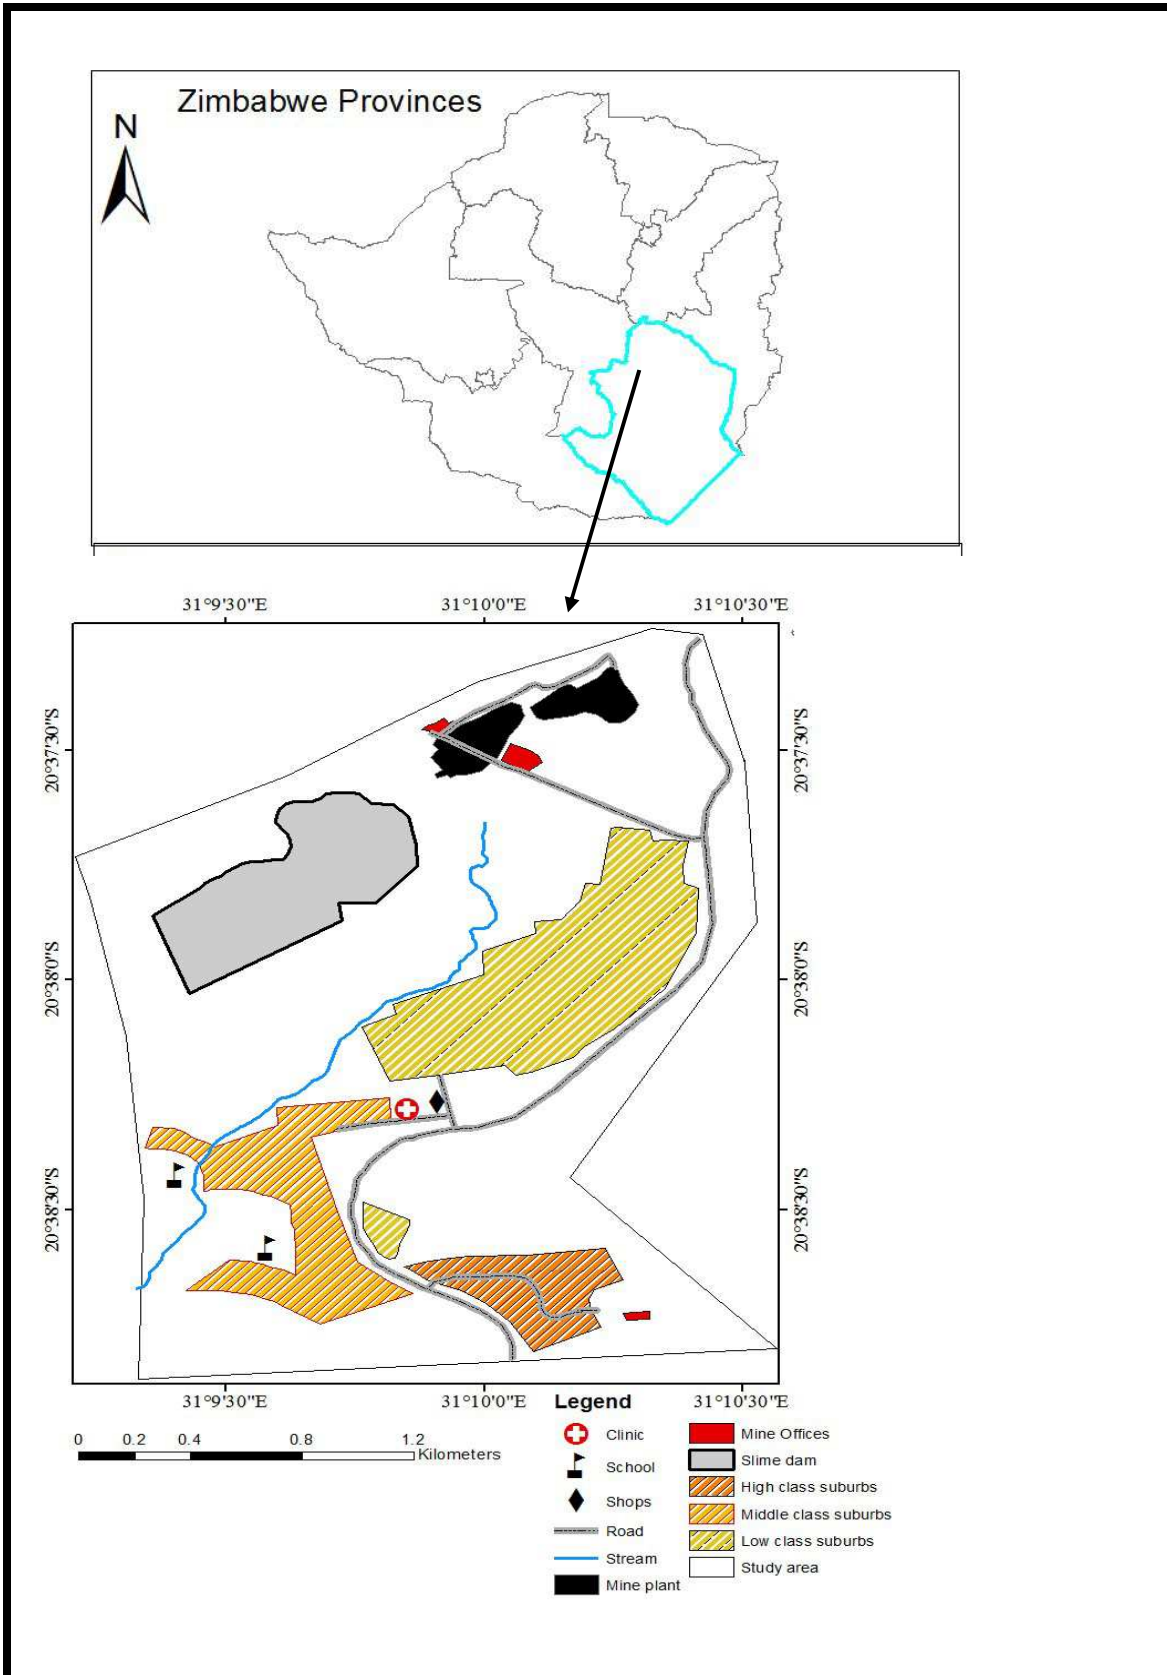 Zimbabwe Provinces
N
31°9'30"E 31°10'0"E 31°10'30"E
20°37'30"S 20°37'30"S
20°38'0"S 20°38'0"S
20°38'30"S 20°38'30"S
31°9'30"E 31°10'0"E 31°10'30"E
0 0.2 0.4 0.8 1.2
Kilometers
Legend
Clinic
School
Shops
Road
Stream
Mine plant
Mine Offices
Slime dam
High class suburbs
Middle class suburbs
Low class suburbs
Study area